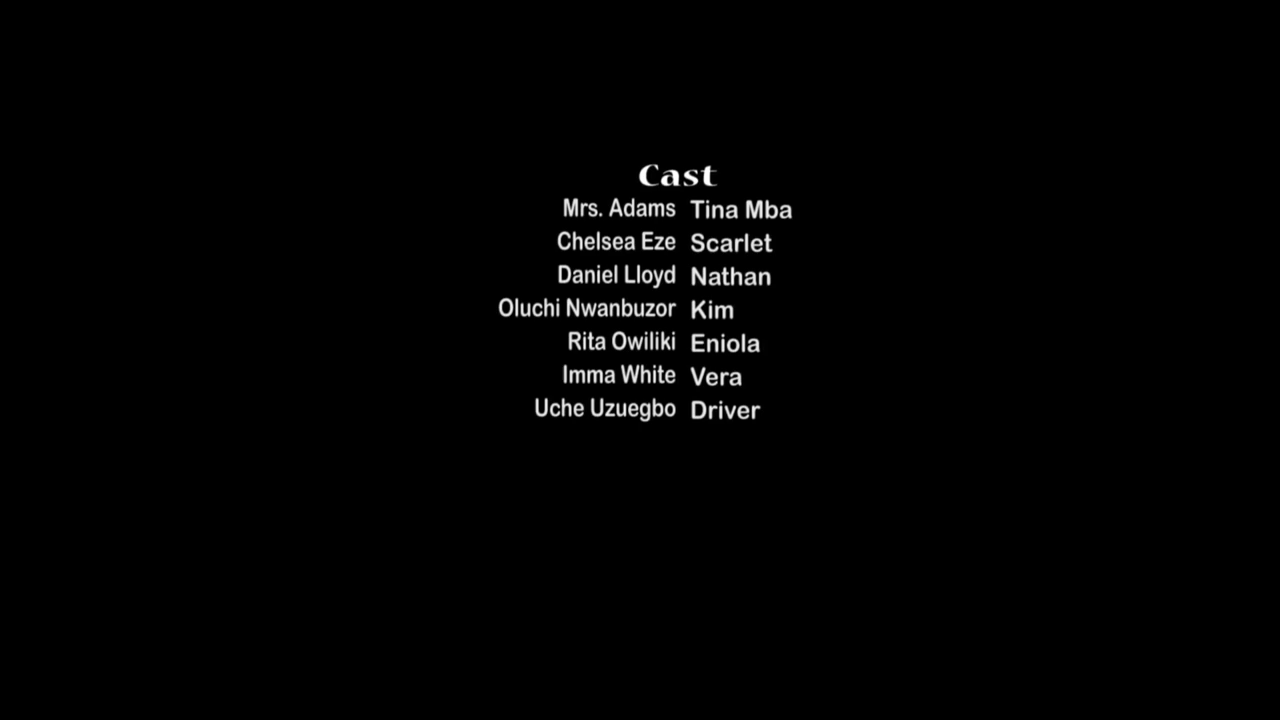 Cast
Mrs. Adams Tina Mba
Chelsea Eze Scarlet
Daniel Lloyd Nathan
Oluchi Nwanbuzor Kim
Rita Owiliki Eniola
Imma White Vera
Uche Uzuegbo Driver